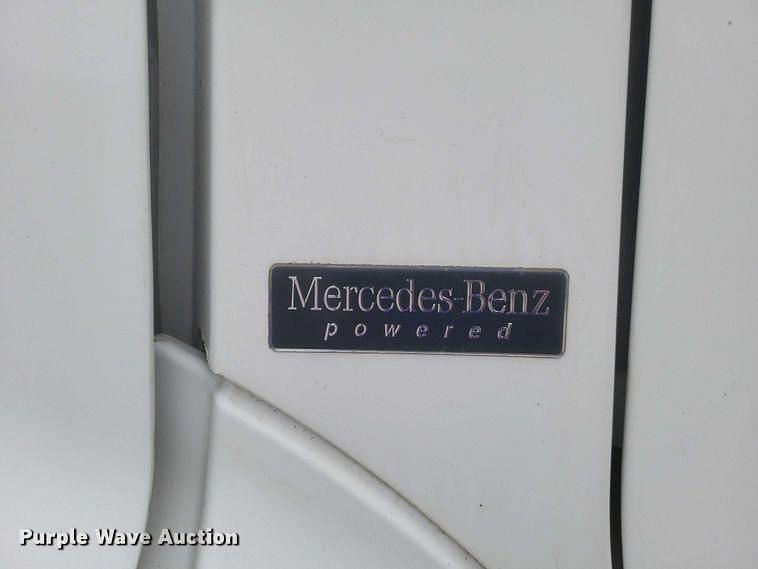 Mercedes-Benz
powered
Purple Wave Auction